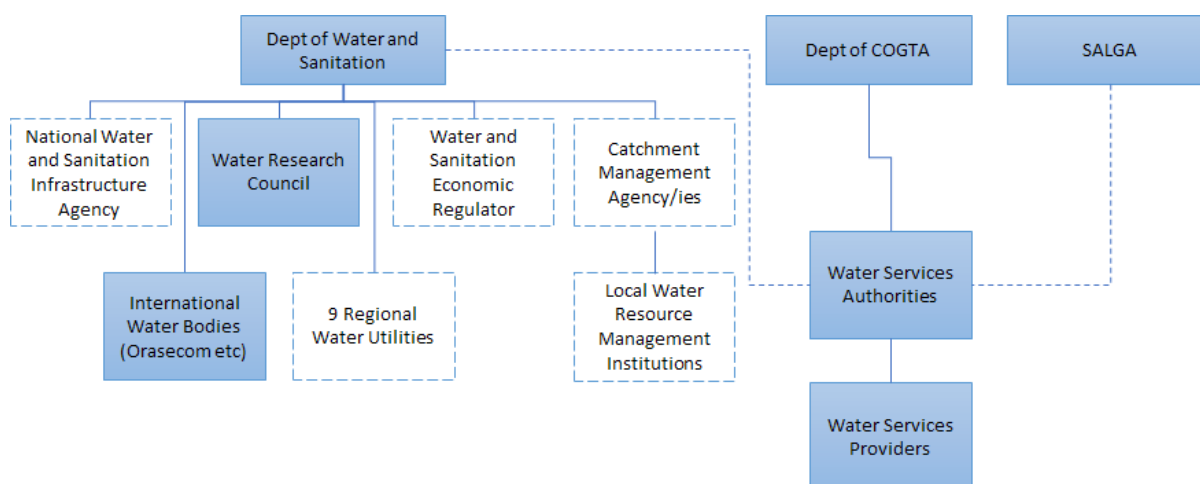 Dept of Water and
Sanitation
Dept of COGTA
SALGA
National Water
and Sanitation
Infrastructure
Agency
Water Research
Council
Water and
Sanitation
Economic
Regulator
Catchment
Management
Agency/ies
International
Water Bodies
(Orasecom etc)
9 Regional
Water Utilities
Local Water
Resource
Management
Institutions
Water Services
Authorities
Water Services
Providers